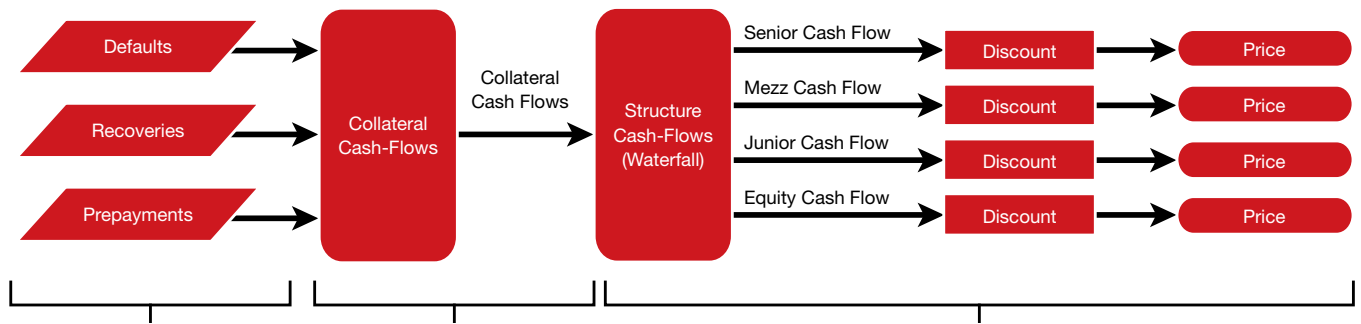 Defaults
Recoveries
Prepayments
Collateral
Cash-Flows
Collateral
Cash Flows
Structure
Cash-Flows
(Waterfall)
Senior Cash Flow
Discount
Price
Mezz Cash Flow
Discount
Price
Junior Cash Flow
Discount
Price
Equity Cash Flow
Discount
Price